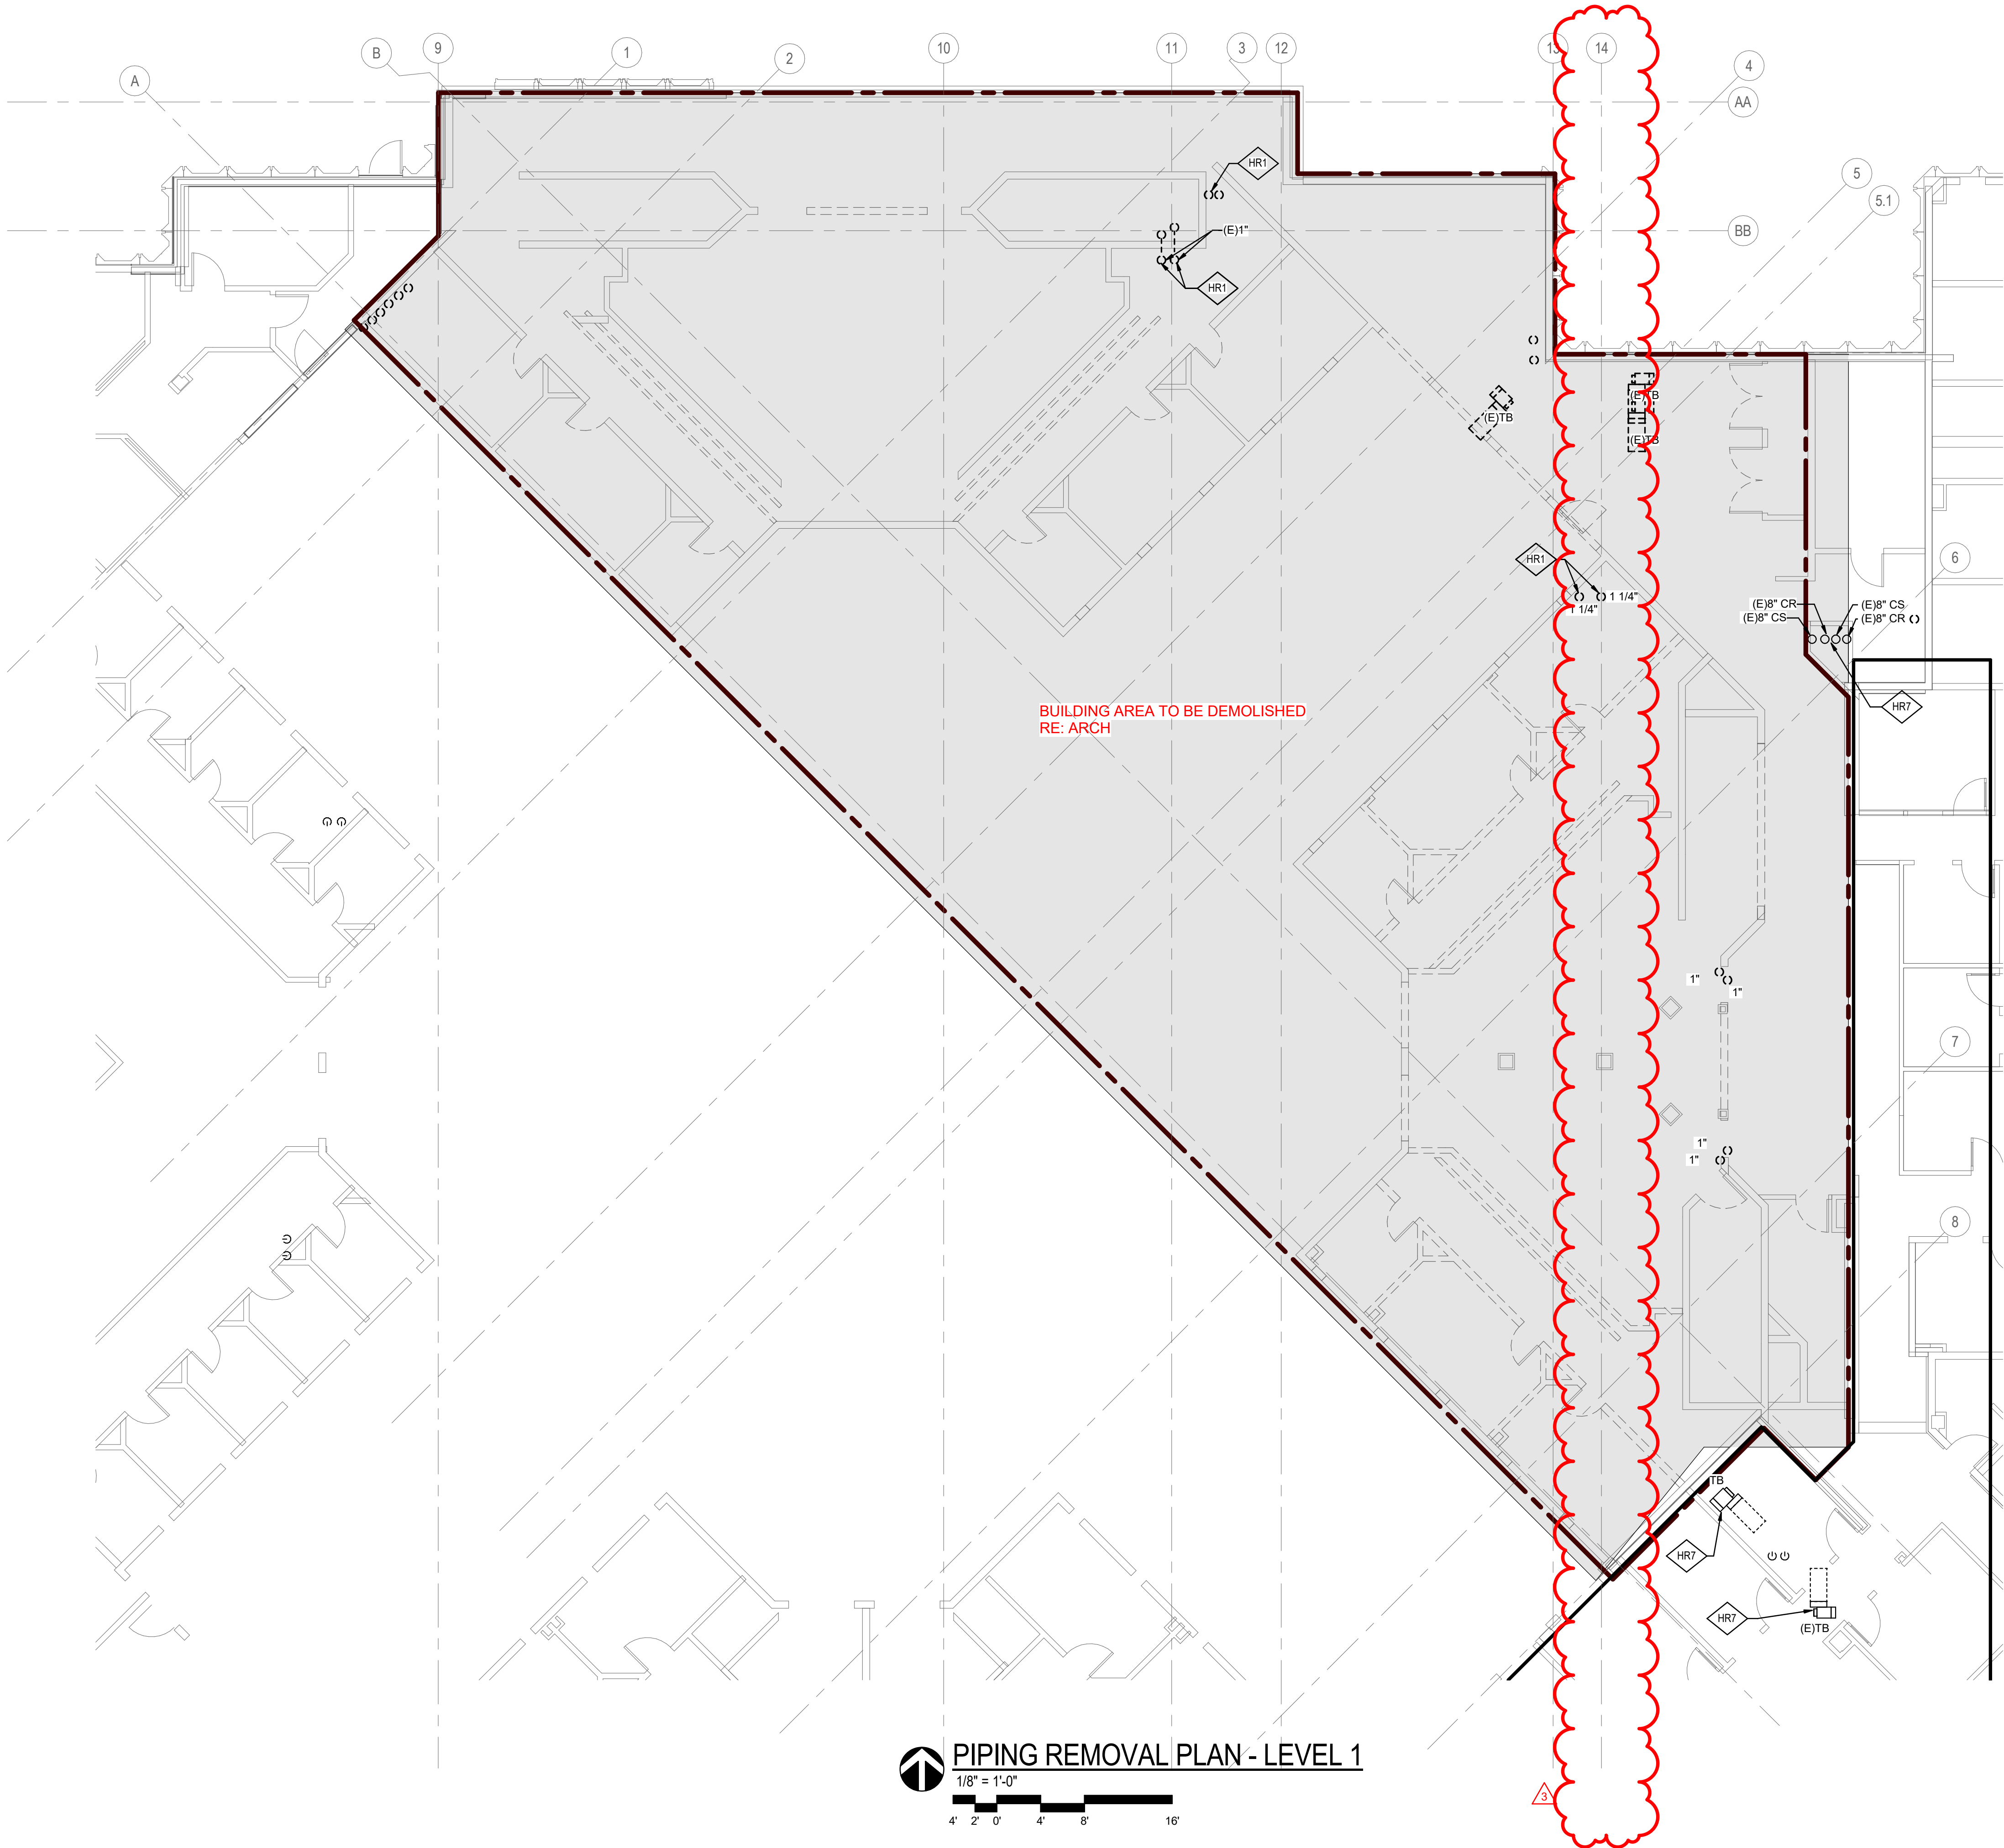 B
9
1
2
10
11
3
12
13
14
4
A
AA
HR1
5
5.1
(E)1"
BB
HR1
(E)TB
(E)TB
(E)TB
HR1
6
1 1/4"
1 1/4"
(E)8" CR
(E)8" CS
(E)8" CS
(E)8" CR
HR7
BUILDING AREA TO BE DEMOLISHED
RE: ARCH
1"
1"
7
1"
1"
8
TB
HR7
HR7
(E)TB
PIPING REMOVAL PLAN - LEVEL 1
1/8" = 1'-0"
3
4' 2' 0' 4' 8' 16'